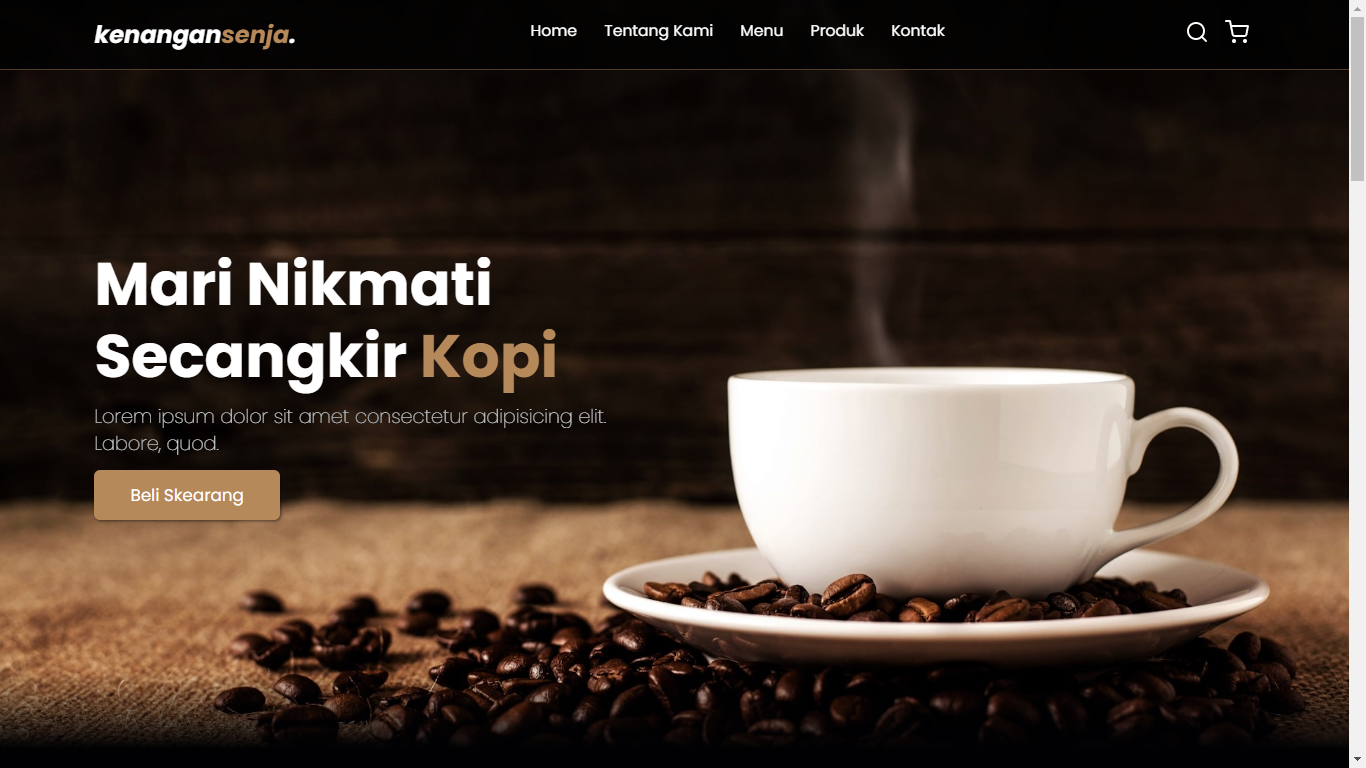 kenangansenja.
Home Tentang Kami Menu Produk Kontak
Mari Nikmati
Secangkir Kopi
Lorem ipsum dolor sit amet consectetur adipisicing elit.
Labore, quod.
Beli Skearang